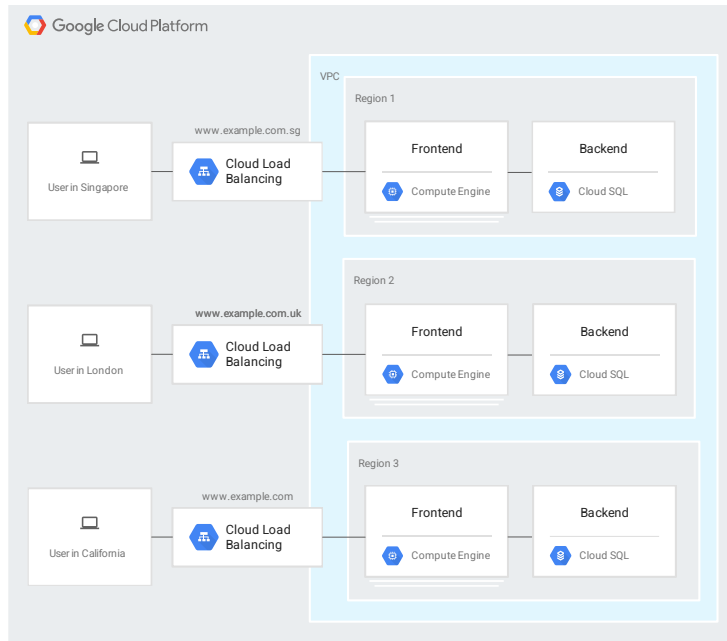 Google Cloud Platform
VPC
Region 1
www.example.com.sg
User in Singapore
Cloud Load
Balancing
Frontend
Compute Engine
Backend
Cloud SQL
Region 2
www.example.com.uk
User in London
Cloud Load
Balancing
Frontend
Compute Engine
Backend
Cloud SQL
Region 3
www.example.com
User in California
Cloud Load
Balancing
Frontend
Compute Engine
Backend
Cloud SQL